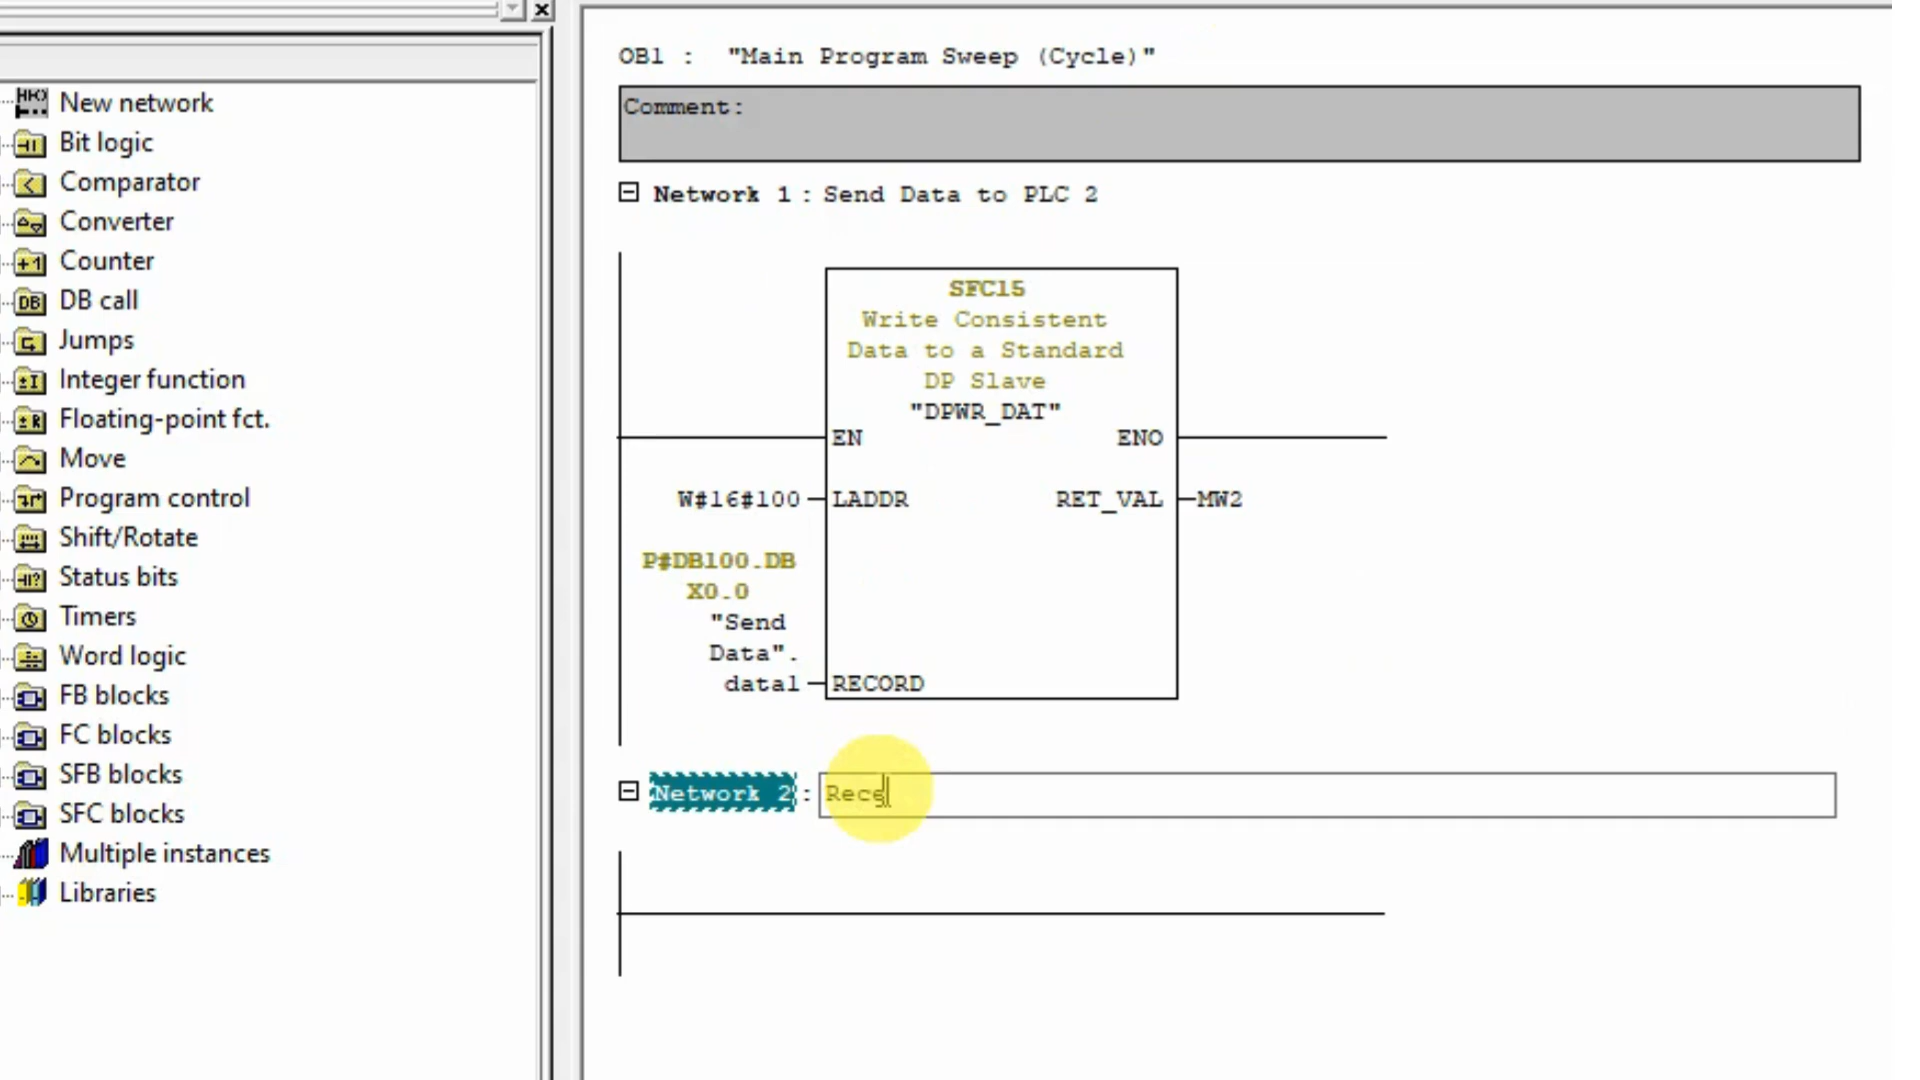 New network
Bit logic
Comparator
Converter
Counter
DB call
Jumps
Integer function
Floating-point fct.
Move
Program control
Shift/Rotate
Status bits
Timers
Word logic
FB blocks
FC blocks
SFB blocks
SFC blocks
Multiple instances
Libraries
OB1 : "Main Program Sweep (Cycle)"
Comment:
Network 1 : Send Data to PLC 2
SFC15
Write Consistent
Data to a Standard
DP Slave
"DPWR_DAT"
EN ENO
W#16#100 LADDR RET_VAL MW2
P#DB100.DB
X0.0
"Send
Data".
data1 RECORD
Network 2 : Rece